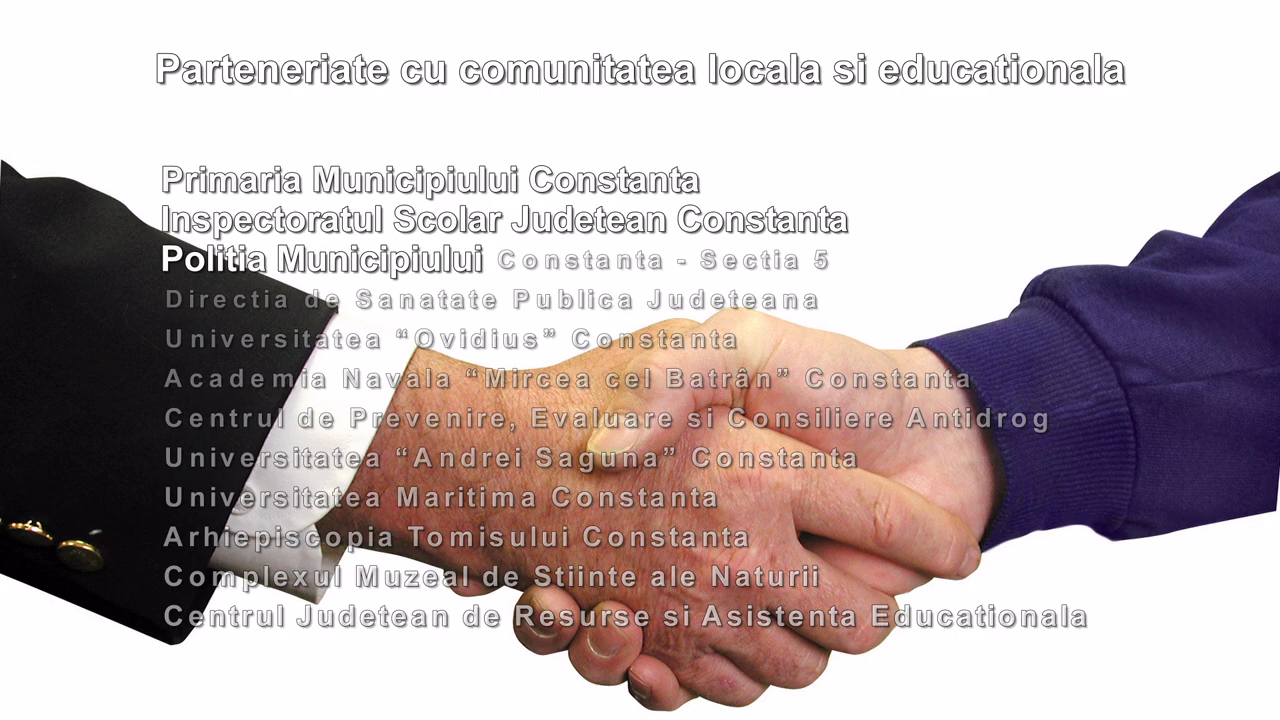 Parteneriate cu comunitatea locala si educationala
Primaria Municipiului Constanta
Inspectoratul Scolar Judetean Constanta
Politia Municipiului Constanta - Sectia 5
Directia de Sanatate Publica Judeteana
Universitatea “Ovidius” Constanta
Academia Navala “Mircea cel Batrân” Constanta
Centrul de Prevenire, Evaluare si Consiliere Antidrog
Universitatea “Andrei Saguna” Constanta
Universitatea Maritima Constanta
Arhiepiscopia Tomisului Constanta
Complexul Muzeal de Stiinte ale Naturii
Centrul Judetean de Resurse si Asistenta Educationala